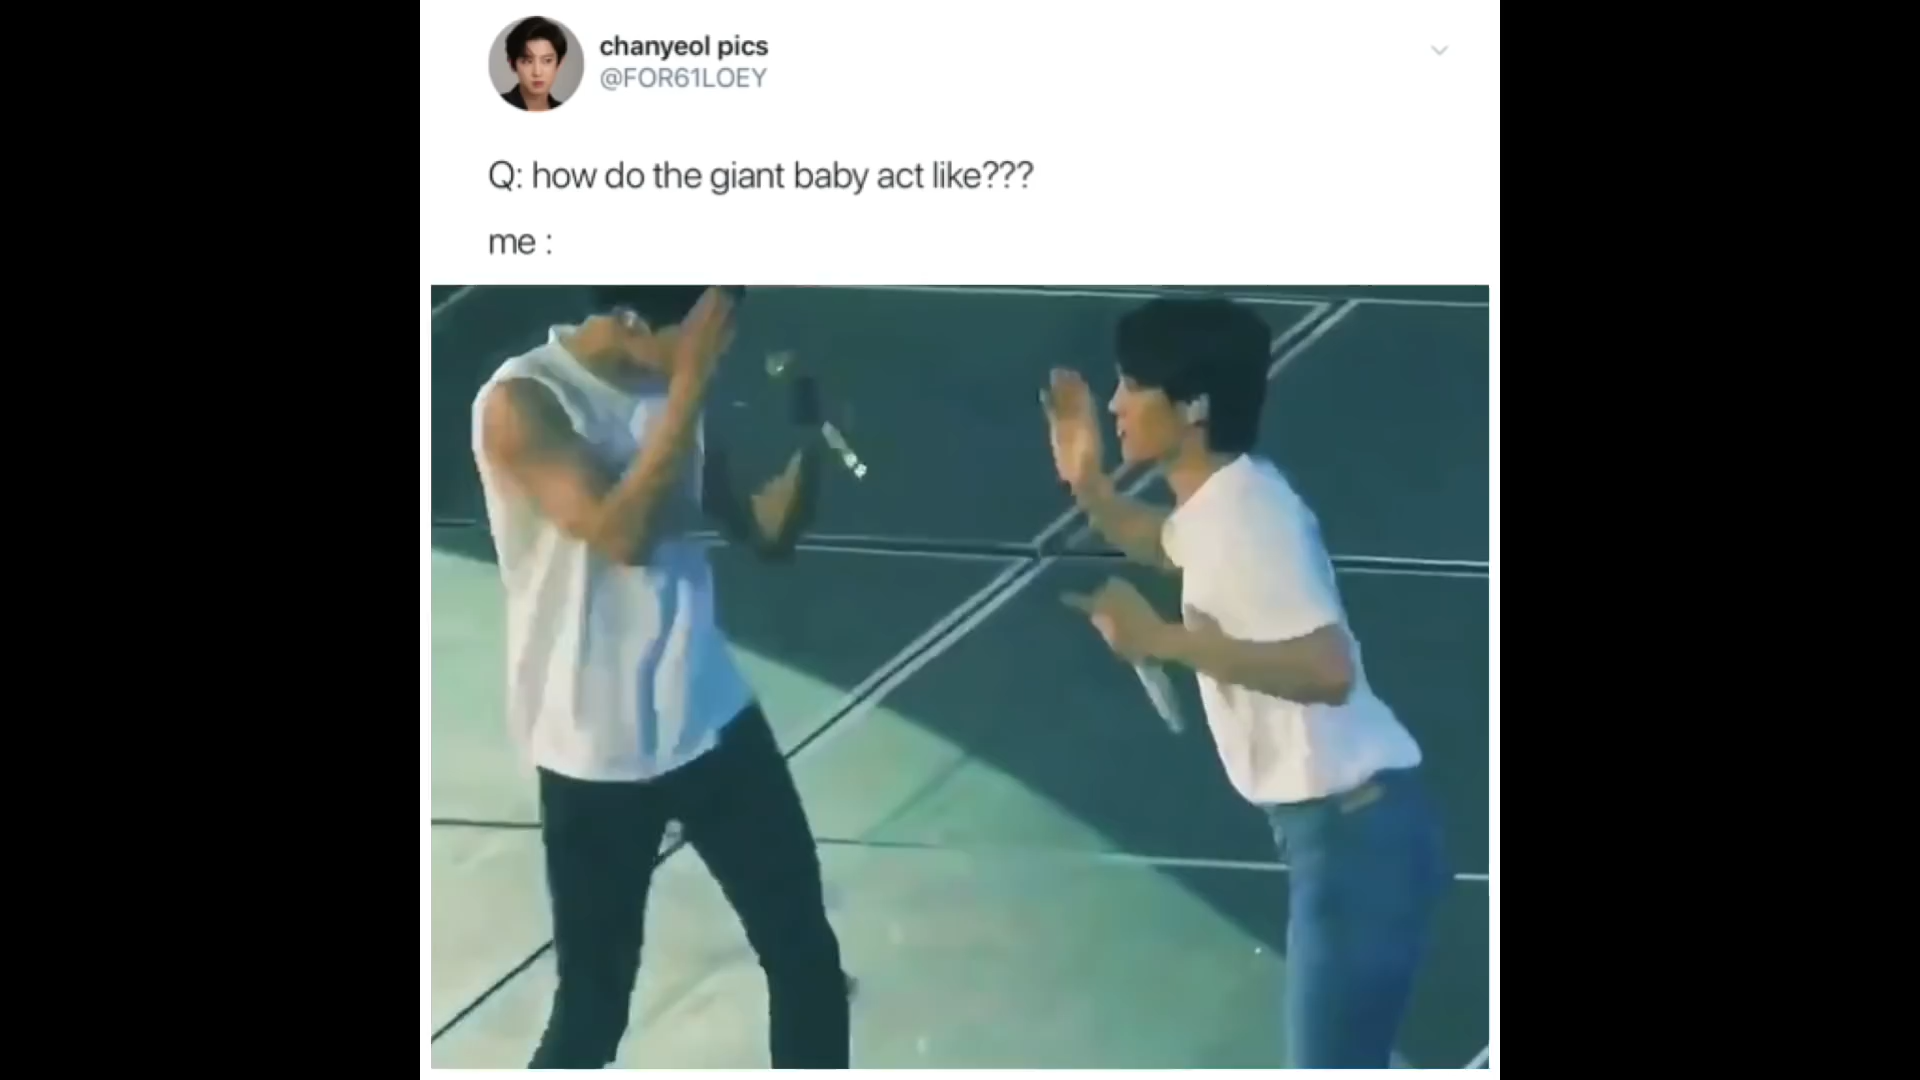 chanyeol pics
@FOR61LOEY
Q: how do the giant baby act like???
me :